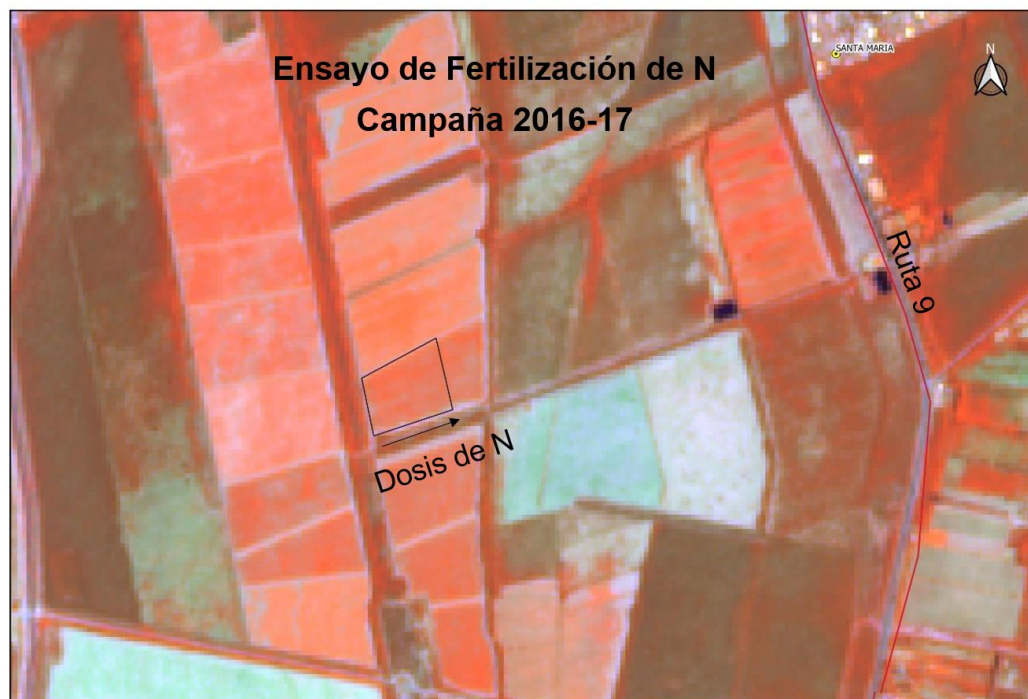 Ensayo de Fertilización de N
Campaña 2016-17
SANTA MARIA
N
Ruta 9
Dosis de N